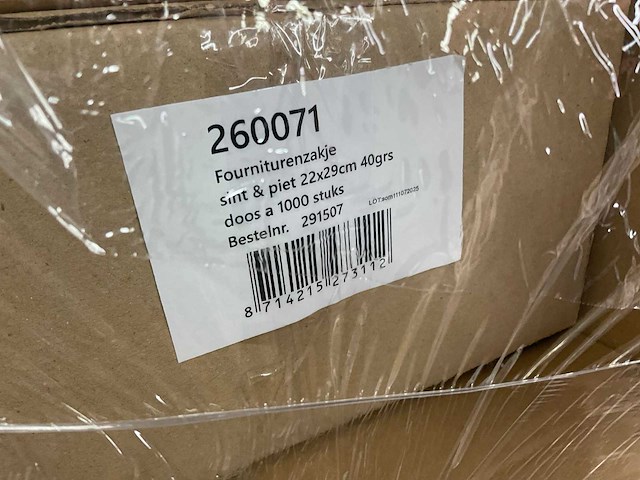 260071
Fourniturenzakje
sint & piet 22x29cm 40grs
doos a 1000 stuks
Bestelnr. 291507
8 714215 273112